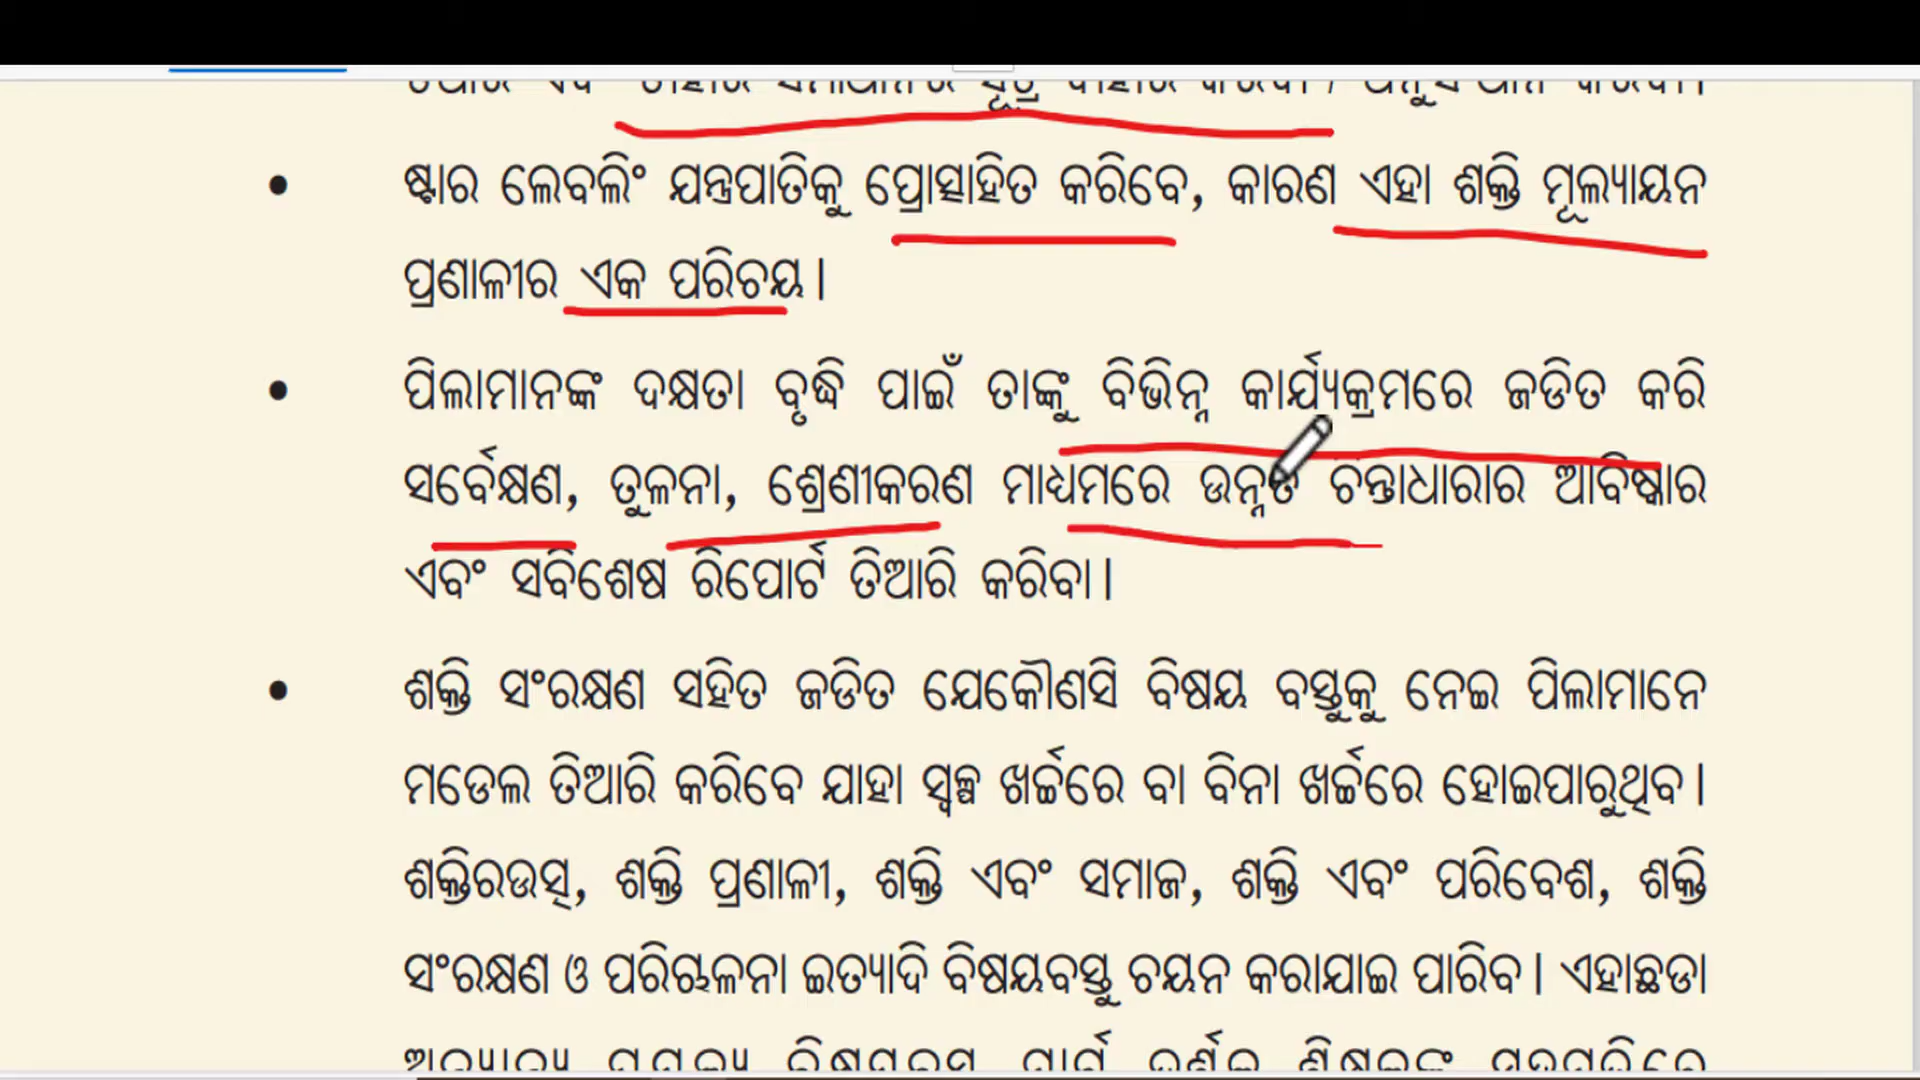 ଷ୍ଟାର ଲେବଲିଂ ଯନ୍ତ୍ରପାତିକୁ ପ୍ରୋତ୍ସାହିତ କରିବେ, କାରଣ ଏହା ଶକ୍ତି ମୂଲ୍ୟାୟନ
ପ୍ରଣାଳୀର ଏକ ପରିଚୟ।
ପିଲାମାନଙ୍କ ଦକ୍ଷତା ବୃଦ୍ଧି ପାଇଁ ତାଙ୍କୁ ବିଭିନ୍ନ କାର୍ଯ୍ୟକ୍ରମରେ ଜଡିତ କରି
ସର୍ବେକ୍ଷଣ, ତୁଳନା, ଶ୍ରେଣୀକରଣ ମାଧ୍ୟମରେ ଉନ୍ନତ ଚନ୍ତାଧାରାର ଆବିଷ୍କାର
ଏବଂ ସବିଶେଷ ରିପୋର୍ଟ ତିଆରି କରିବା।
ଶକ୍ତି ସଂରକ୍ଷଣ ସହିତ ଜଡିତ ଯେକୌଣସି ବିଷୟ ବସ୍ତୁକୁ ନେଇ ପିଲାମାନେ
ମଡେଲ ତିଆରି କରିବେ ଯାହା ସ୍ୱଳ୍ପ ଖର୍ଚ୍ଚରେ ବା ବିନା ଖର୍ଚ୍ଚରେ ହୋଇପାରୁଥିବ।
ଶକ୍ତିରଉତ୍ସ, ଶକ୍ତି ପ୍ରଣାଳୀ, ଶକ୍ତି ଏବଂ ସମାଜ, ଶକ୍ତି ଏବଂ ପରିବେଶ, ଶକ୍ତି
ସଂରକ୍ଷଣ ଓ ପରିଚ୍ଚଳନା ଇତ୍ୟାଦି ବିଷୟବସ୍ତୁ ଚୟନ କରାଯାଇ ପାରିବ। ଏହାଛଡା